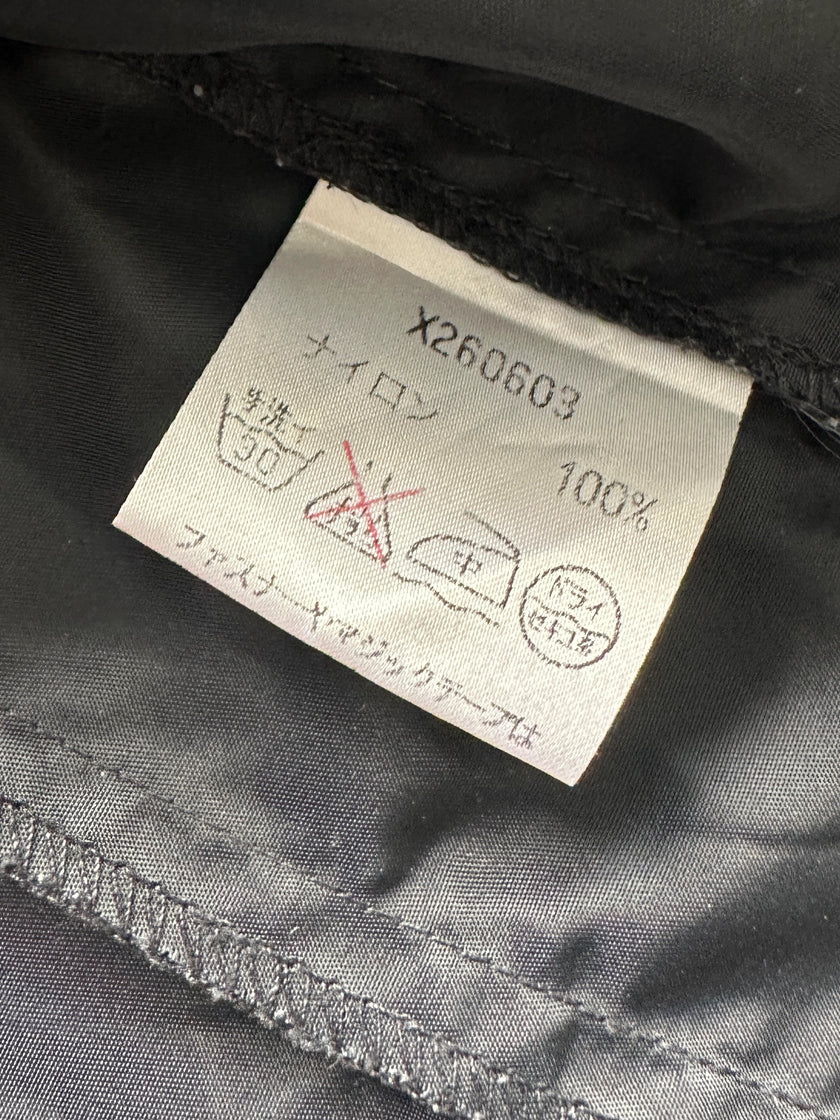 X260603
ナイロン 100%
手洗イ 30 中 ドライ セキユ系
ファスナーやマジックテープは